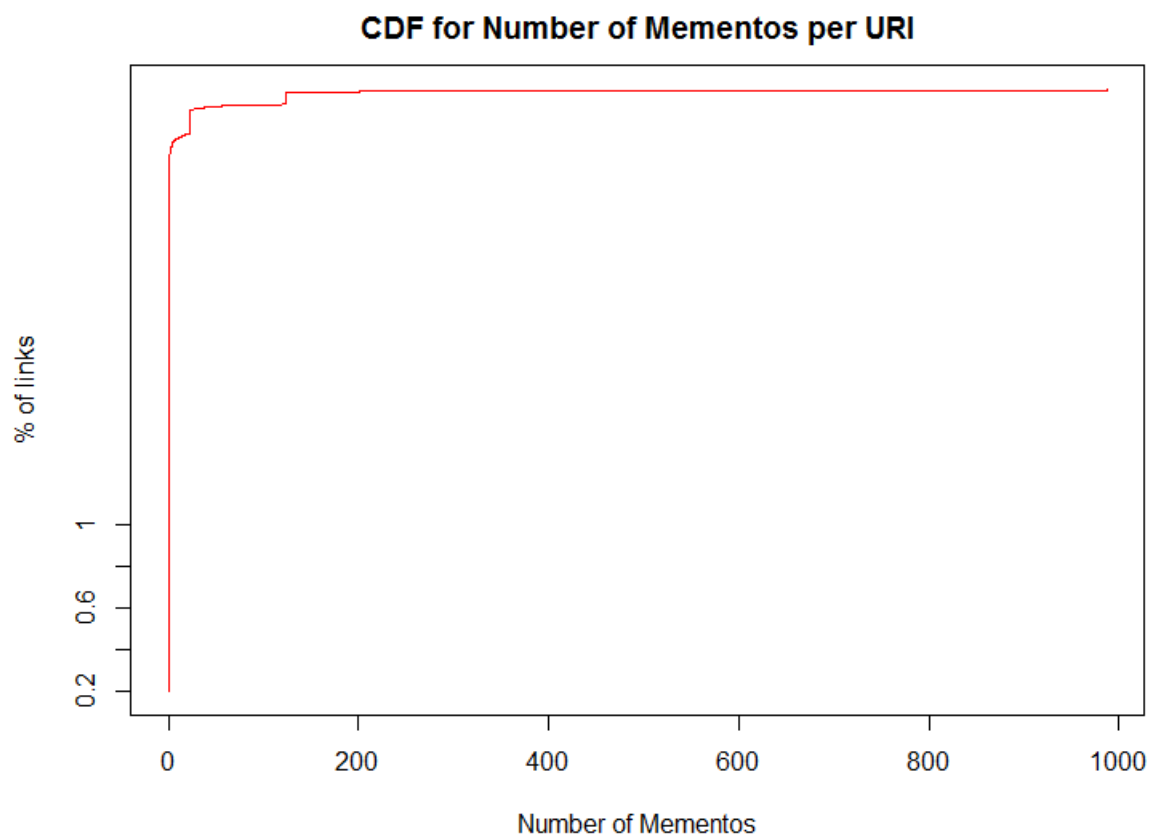 CDF for Number of Mementos per URI
% of links
1
0.6
0.2
0 200 400 600 800 1000
Number of Mementos